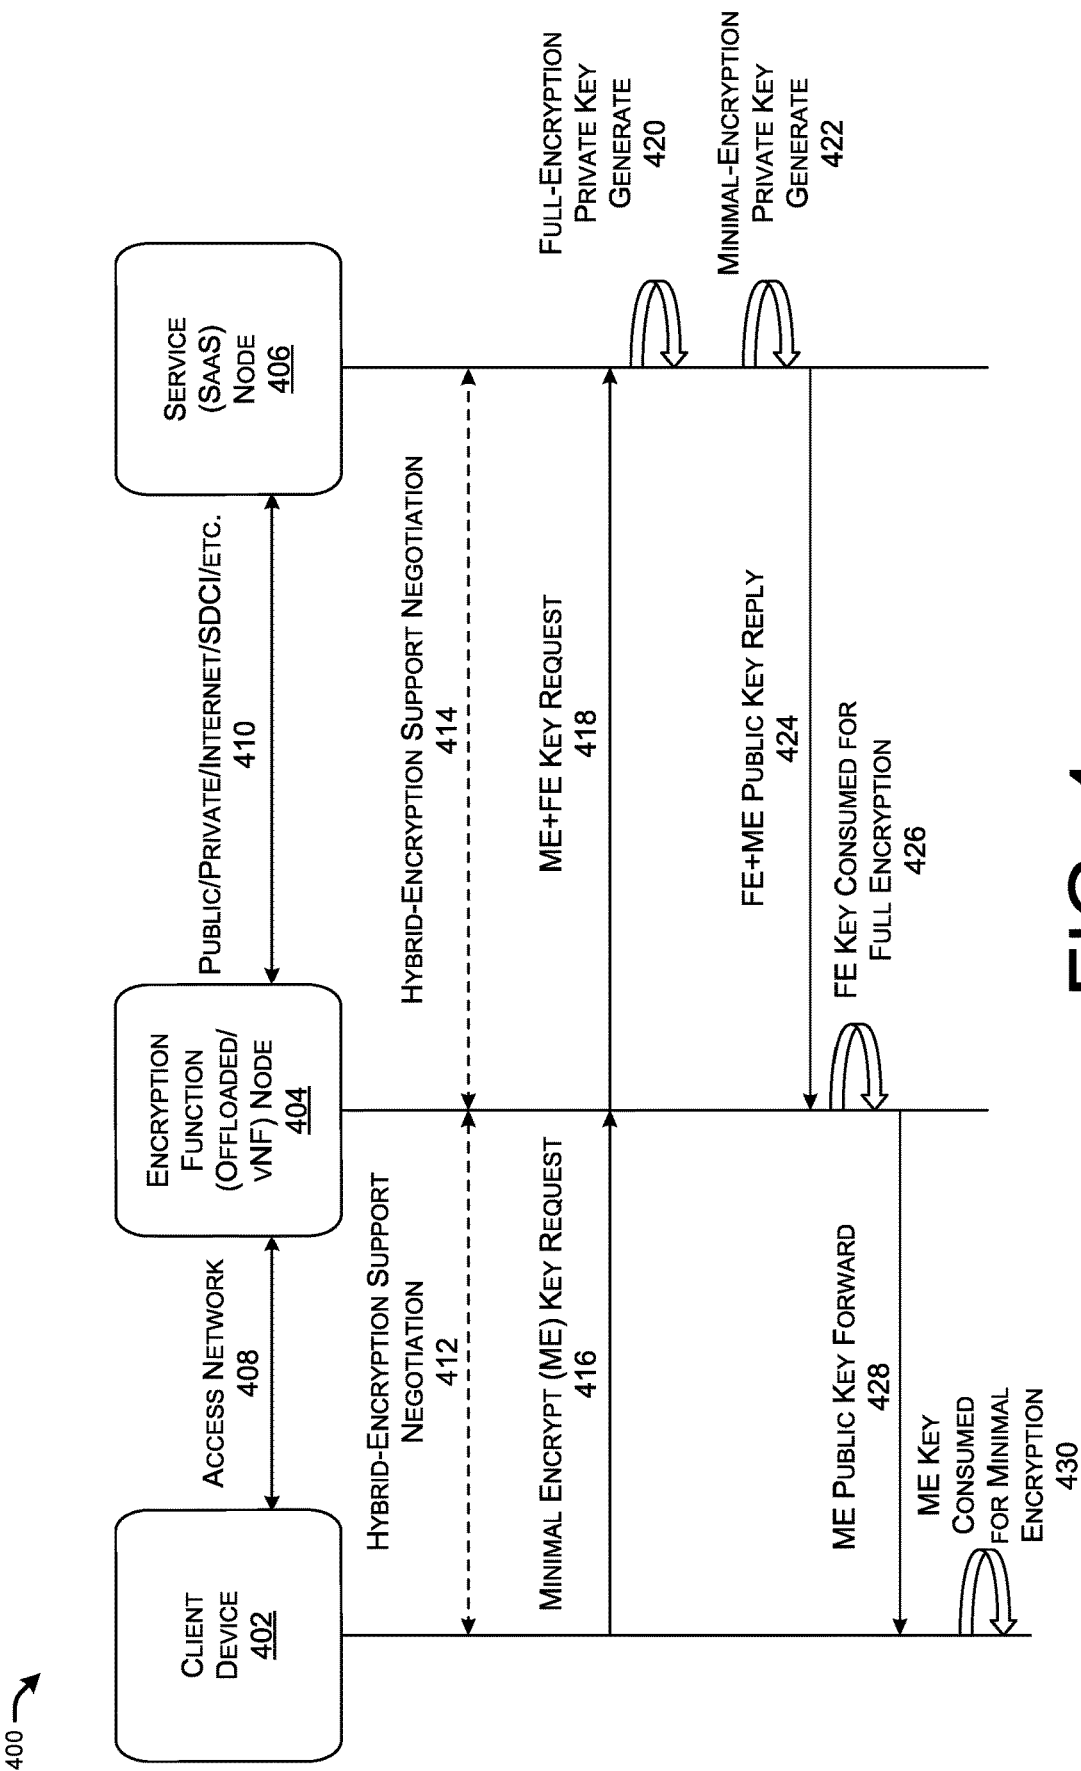 400
CLIENT
DEVICE
402
ACCESS NETWORK
408
ENCRYPTION
FUNCTION
(OFFLOADED/
VNF) NODE
404
PUBLIC/PRIVATE/INTERNET/SDCI/ETC.
410
SERVICE
(SAAS)
NODE
406
HYBRID-ENCRYPTION SUPPORT
NEGOTIATION
412
HYBRID-ENCRYPTION SUPPORT NEGOTIATION
414
MINIMAL ENCRYPT (ME) KEY REQUEST
416
ME+FE KEY REQUEST
418
FULL-ENCRYPTION
PRIVATE KEY
GENERATE
420
MINIMAL-ENCRYPTION
PRIVATE KEY
GENERATE
422
FE+ME PUBLIC KEY REPLY
424
FE KEY CONSUMED FOR
FULL ENCRYPTION
426
ME PUBLIC KEY FORWARD
428
ME KEY
CONSUMED
FOR MINIMAL
ENCRYPTION
430